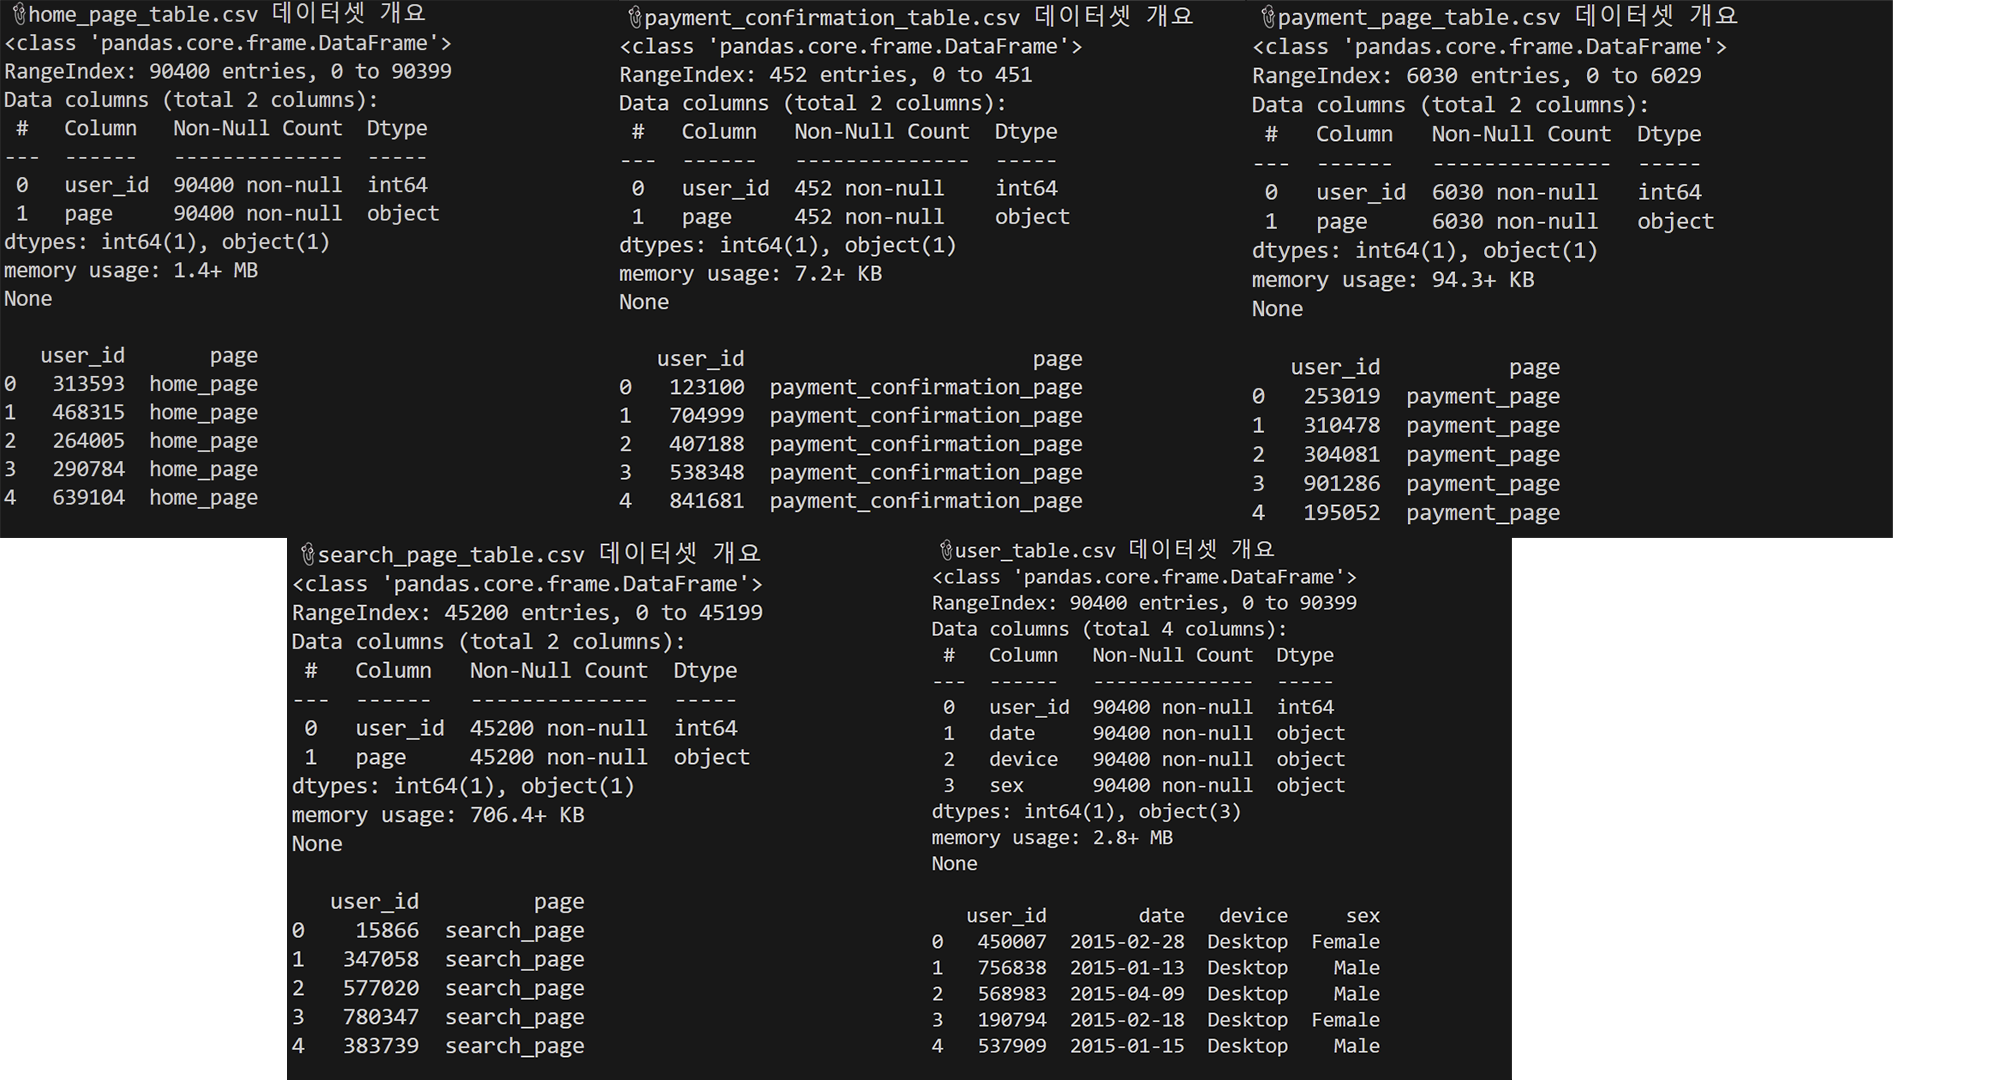 📎home_page_table.csv 데이터셋 개요
<class 'pandas.core.frame.DataFrame'>
RangeIndex: 90400 entries, 0 to 90399
Data columns (total 2 columns):
 #   Column   Non-Null Count  Dtype
---  ------   --------------  -----
 0   user_id  90400 non-null  int64
 1   page     90400 non-null  object
dtypes: int64(1), object(1)
memory usage: 1.4+ MB
None
   user_id       page
0   313593  home_page
1   468315  home_page
2   264005  home_page
3   290784  home_page
4   639104  home_page
📎payment_confirmation_table.csv 데이터셋 개요
<class 'pandas.core.frame.DataFrame'>
RangeIndex: 452 entries, 0 to 451
Data columns (total 2 columns):
 #   Column   Non-Null Count  Dtype
---  ------   --------------  -----
 0   user_id  452 non-null    int64
 1   page     452 non-null    object
dtypes: int64(1), object(1)
memory usage: 7.2+ KB
None
   user_id                       page
0   123100  payment_confirmation_page
1   704999  payment_confirmation_page
2   407188  payment_confirmation_page
3   538348  payment_confirmation_page
4   841681  payment_confirmation_page
📎payment_page_table.csv 데이터셋 개요
<class 'pandas.core.frame.DataFrame'>
RangeIndex: 6030 entries, 0 to 6029
Data columns (total 2 columns):
 #   Column   Non-Null Count  Dtype
---  ------   --------------  -----
 0   user_id  6030 non-null   int64
 1   page     6030 non-null   object
dtypes: int64(1), object(1)
memory usage: 94.3+ KB
None
   user_id          page
0   253019  payment_page
1   310478  payment_page
2   304081  payment_page
3   901286  payment_page
4   195052  payment_page
📎search_page_table.csv 데이터셋 개요
<class 'pandas.core.frame.DataFrame'>
RangeIndex: 45200 entries, 0 to 45199
Data columns (total 2 columns):
 #   Column   Non-Null Count  Dtype
---  ------   --------------  -----
 0   user_id  45200 non-null  int64
 1   page     45200 non-null  object
dtypes: int64(1), object(1)
memory usage: 706.4+ KB
None
   user_id         page
0    15866  search_page
1   347058  search_page
2   577020  search_page
3   780347  search_page
4   383739  search_page
📎user_table.csv 데이터셋 개요
<class 'pandas.core.frame.DataFrame'>
RangeIndex: 90400 entries, 0 to 90399
Data columns (total 4 columns):
 #   Column   Non-Null Count  Dtype
---  ------   --------------  -----
 0   user_id  90400 non-null  int64
 1   date     90400 non-null  object
 2   device   90400 non-null  object
 3   sex      90400 non-null  object
dtypes: int64(1), object(3)
memory usage: 2.8+ MB
None
   user_id        date   device     sex
0   450007  2015-02-28  Desktop  Female
1   756838  2015-01-13  Desktop    Male
2   568983  2015-04-09  Desktop    Male
3   190794  2015-02-18  Desktop  Female
4   537909  2015-01-15  Desktop    Male